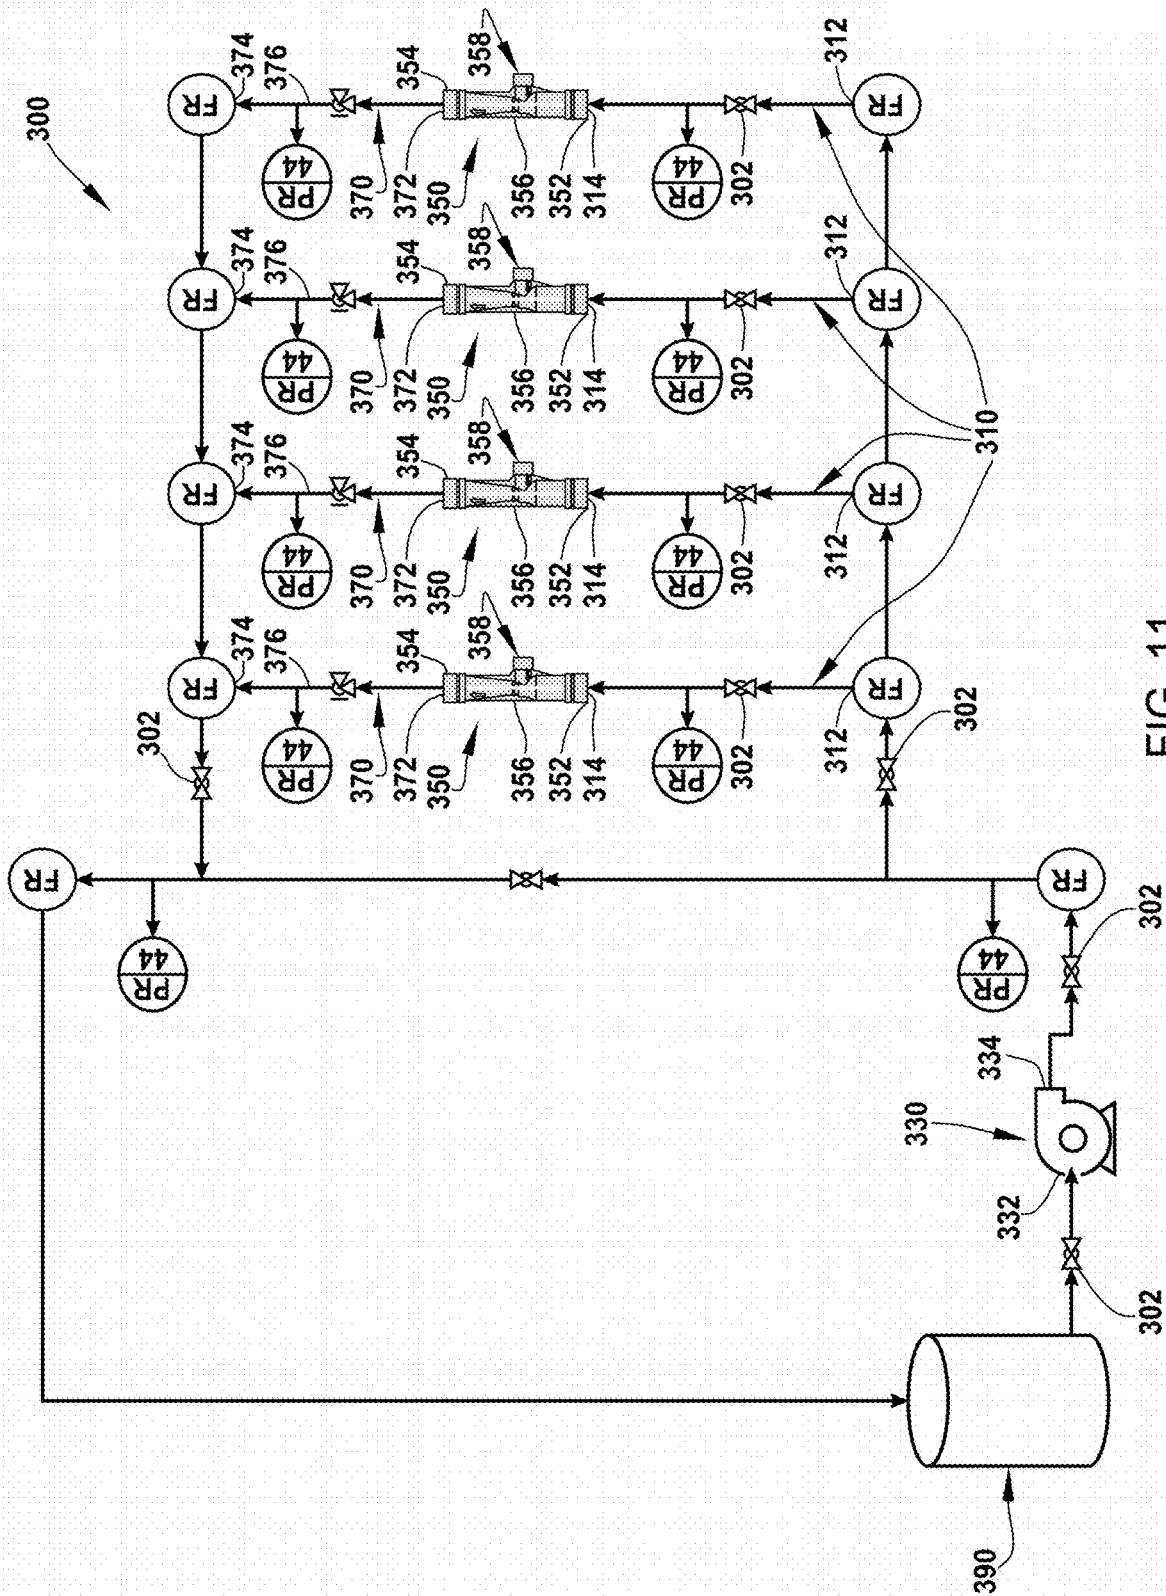 FR
300
PR
44
302
FR FR FR FR
374 374 374 374
376 376 376 376
PR PR PR PR
44 44 44 44
370 370 370 370
372 354 372 354 372 354 372 354
350 350 350 350
358 358 358 358
356 356 356 356
352 352 352 352
314 314 314 314
PR PR PR PR
44 44 44 44
302 302 302 302
312 312 312 312
FR FR FR FR
330
302
PR
44
334
310
390
332
FR
302 302
FIG. 11